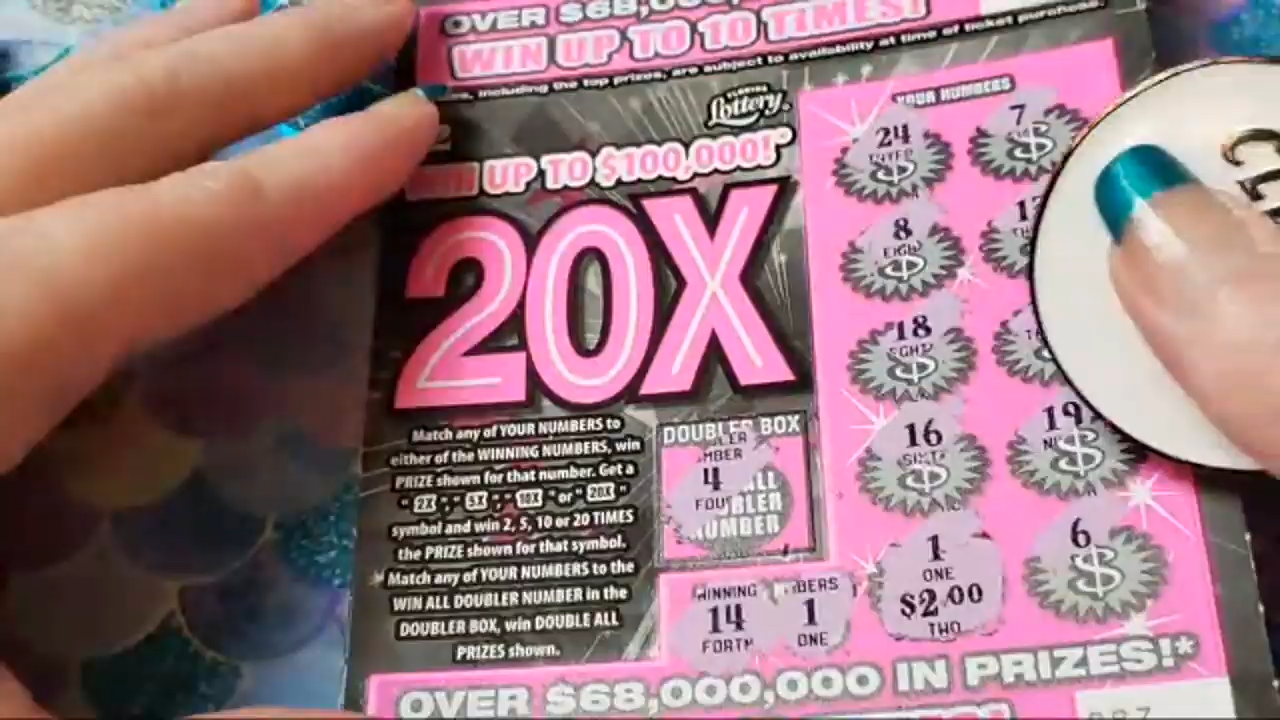 OVER $68,000,
WIN UP TO 10 TIMES!
es, including the top prizes, are subject to availability at time of ticket purchase.
FLORIDA
Lottery
WIN UP TO $100,000!*
20X
Match any of YOUR NUMBERS to
either of the WINNING NUMBERS, win
PRIZE shown for that number. Get a
"2X", "5X", "10X" or "20X"
symbol and win 2, 5, 10 or 20 TIMES
the PRIZE shown for that symbol.
Match any of YOUR NUMBERS to the
WIN ALL DOUBLER NUMBER in the
DOUBLER BOX, win DOUBLE ALL
PRIZES shown.
DOUBLER BOX
4
NUMBER
WINNING
14
1
ONE
YOUR NUMBERS
24
$
7
$
8
$
18
$
$
16
$
19
$
1
ONE
$2.00
TWO
6
$
OVER $68,000,000 IN PRIZES!*